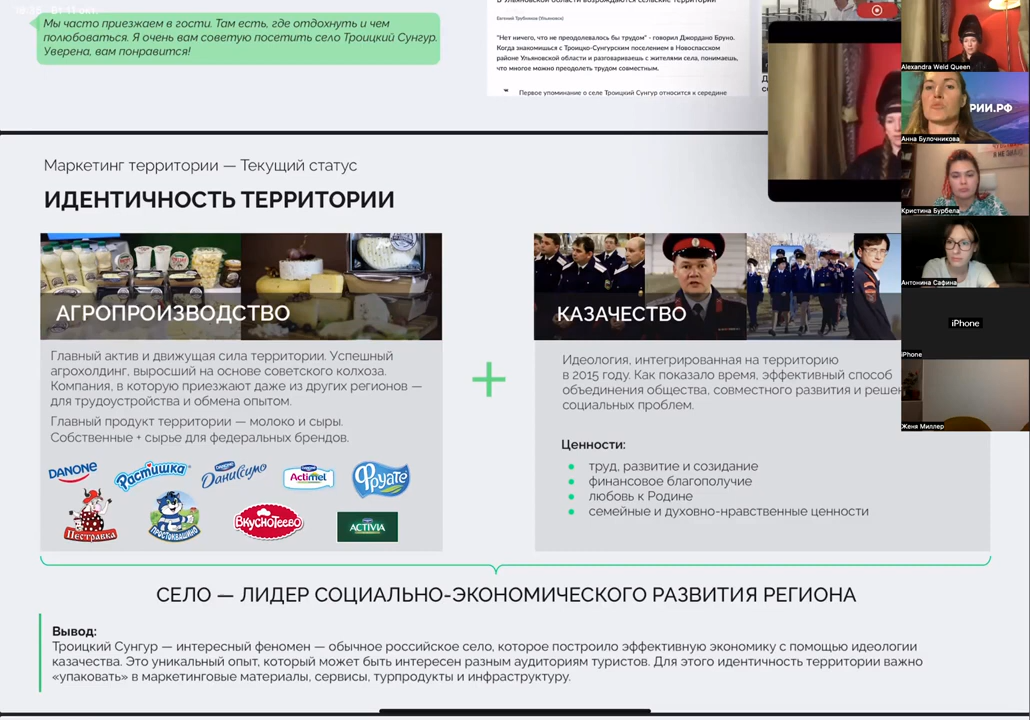 Мы часто приезжаем в гости. Там есть, где отдохнуть и чем
полюбоваться. Я очень вам советую посетить село Троицкий Сунгур.
Уверена, вам понравится!
Евгений Трубников (Ульяновск)
"Нет ничего, что не преодолевалось бы трудом" - говорил Джордано Бруно.
Когда знакомишься с Троицко-Сунгурским поселением в Новоспасском
районе Ульяновской области и разговариваешь с жителями села, понимаешь,
что многое можно преодолеть трудом совместным.
Первое упоминание о селе Троицкий Сунгур относится к середине
Alexandra Weld Queen
РИИ.РФ
Анна Булочникова
Кристина Бурбела
Антонина Сафина
iPhone
iPhone
Женя Миллер
Маркетинг территории — Текущий статус
ИДЕНТИЧНОСТЬ ТЕРРИТОРИИ
АГРОПРОИЗВОДСТВО
Главный актив и движущая сила территории. Успешный
агрохолдинг, выросший на основе советского колхоза.
Компания, в которую приезжают даже из других регионов —
для трудоустройства и обмена опытом.
Главный продукт территории — молоко и сыры.
Собственные + сырье для федеральных брендов.
DANONE
Растишка
DANONE
Даниссимо
Actimel
Фруате
Пестравка
ПРОСТОКВАШИНО
ВКУСНОТЕЕВО
ACTIVIA
+
КАЗАЧЕСТВО
Идеология, интегрированная на территорию
в 2015 году. Как показало время, эффективный способ
объединения общества, совместного развития и решен
социальных проблем.
Ценности:
труд, развитие и созидание
финансовое благополучие
любовь к Родине
семейные и духовно-нравственные ценности
СЕЛО — ЛИДЕР СОЦИАЛЬНО-ЭКОНОМИЧЕСКОГО РАЗВИТИЯ РЕГИОНА
Вывод:
Троицкий Сунгур — интересный феномен — обычное российское село, которое построило эффективную экономику с помощью идеологии
казачества. Это уникальный опыт, который может быть интересен разным аудиториям туристов. Для этого идентичность территории важно
«упаковать» в маркетинговые материалы, сервисы, турпродукты и инфраструктуру.